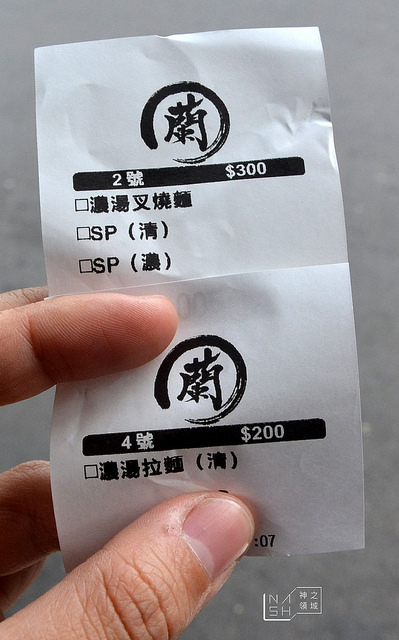 蘭
2號 $300
□濃湯叉燒麵
□SP（清）
□SP（濃）
蘭
4號 $200
□濃湯拉麵（清）
:07
NASH 神之領域